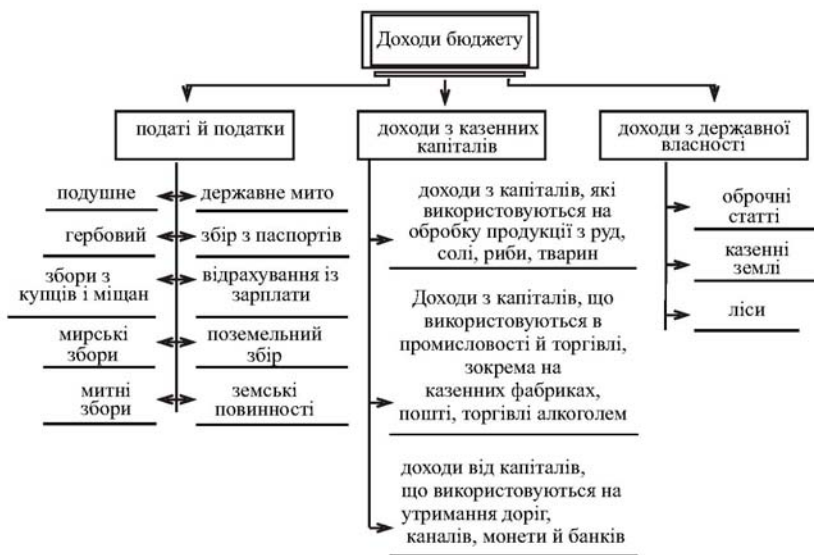 Доходи бюджету
податі й податки
доходи з казенних
капіталів
доходи з державної
власності
подушне
державне мито
гербовий
збір з паспортів
збори з
купців і міщан
відрахування із
зарплати
мирські
збори
поземельний
збір
митні
збори
земські
повинності
доходи з капіталів, які
використовуються на
обробку продукції з руд,
солі, риби, тварин
Доходи з капіталів, що
використовуються в
промисловості й торгівлі,
зокрема на
казенних фабриках,
пошті, торгівлі алкоголем
доходи від капіталів,
що використовуються на
утримання доріг,
каналів, монети й банків
оброчні
статті
казенні
землі
ліси